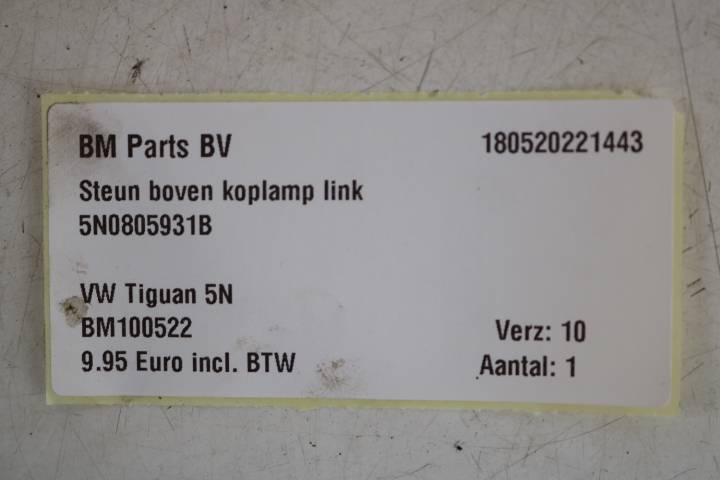 BM Parts BV 180520221443
Steun boven koplamp link
5N0805931B
VW Tiguan 5N
BM100522 Verz: 10
9.95 Euro incl. BTW Aantal: 1